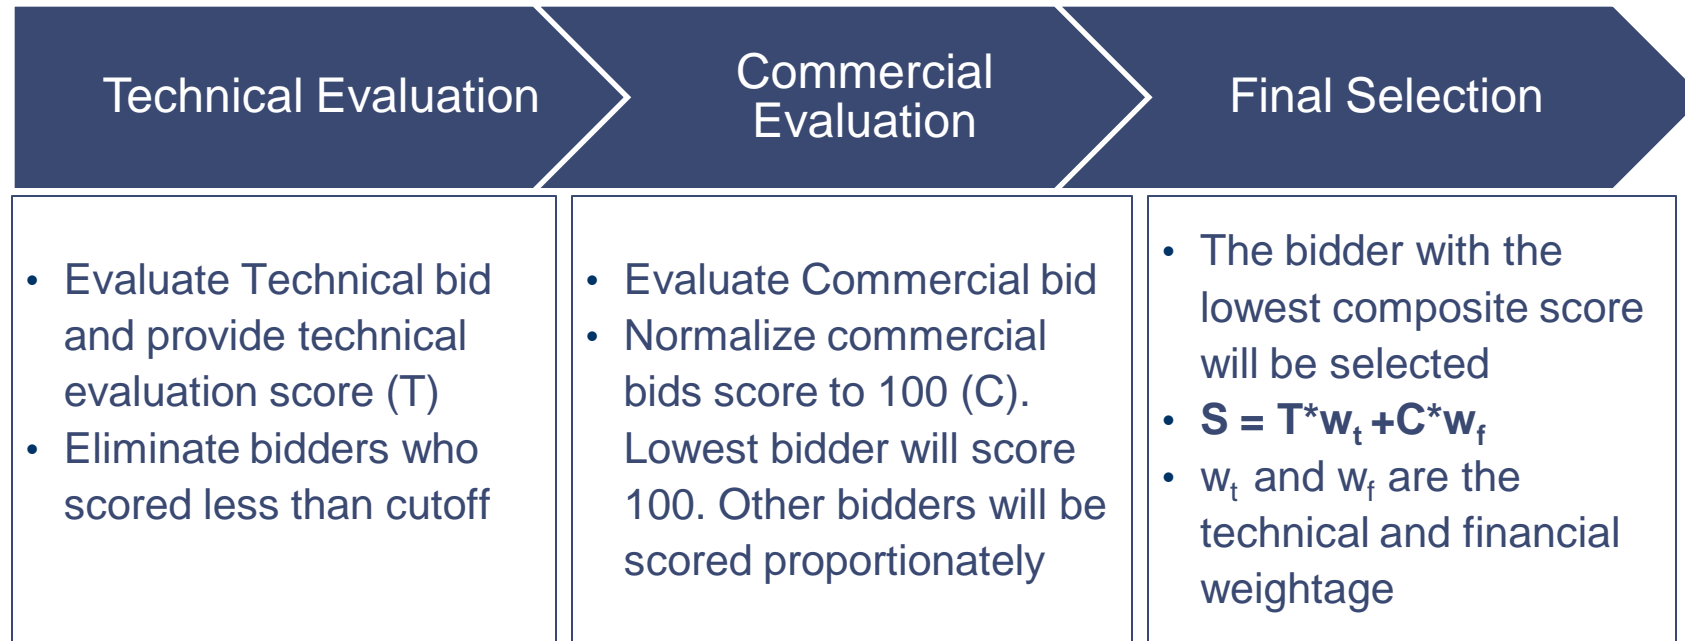 Technical Evaluation
Commercial
Evaluation
Final Selection
• Evaluate Technical bid
and provide technical
evaluation score (T)
• Eliminate bidders who
scored less than cutoff
• Evaluate Commercial bid
• Normalize commercial
bids score to 100 (C).
Lowest bidder will score
100. Other bidders will be
scored proportionately
• The bidder with the
lowest composite score
will be selected
• S = T*wt +C*wf
• wt and wf are the
technical and financial
weightage